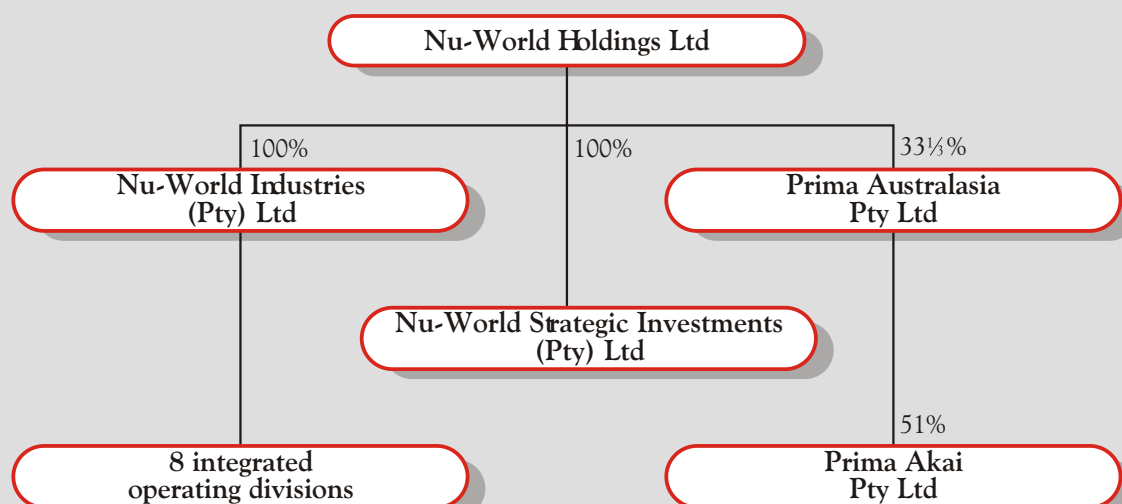 Nu-World Holdings Ltd
100%
100%
33⅓%
Nu-World Industries
(Pty) Ltd
Prima Australasia
Pty Ltd
Nu-World Strategic Investments
(Pty) Ltd
51%
8 integrated
operating divisions
Prima Akai
Pty Ltd